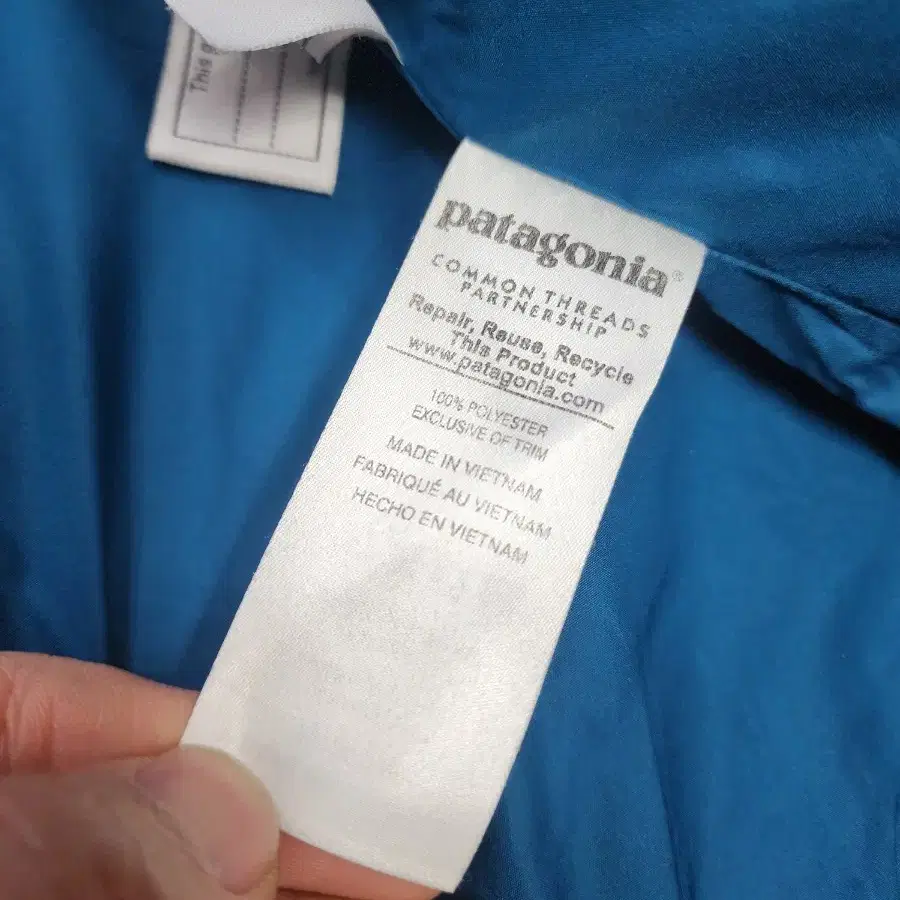 This
patagonia®
COMMON THREADS
PARTNERSHIP
Repair, Reuse, Recycle
This Product
www.patagonia.com
100% POLYESTER
EXCLUSIVE OF TRIM
MADE IN VIETNAM
FABRIQUÉ AU VIETNAM
HECHO EN VIETNAM